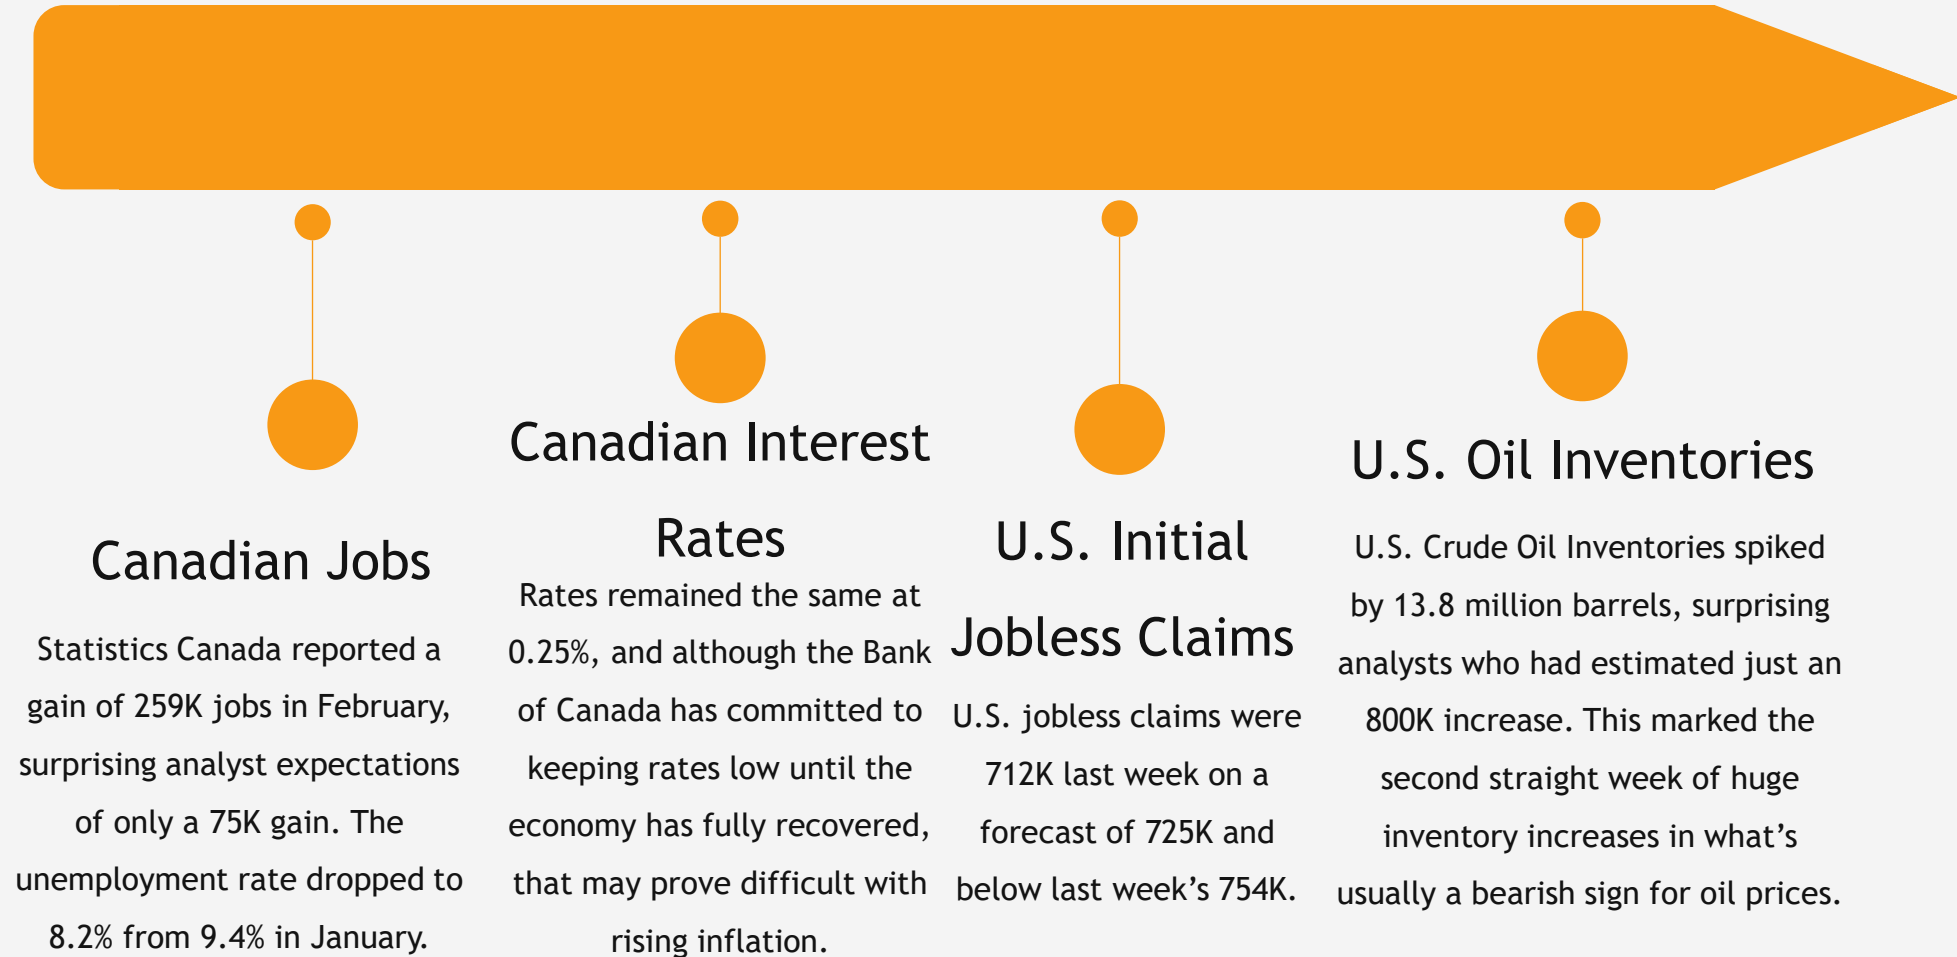 Canadian Jobs
Statistics Canada reported a
gain of 259K jobs in February,
surprising analyst expectations
of only a 75K gain. The
unemployment rate dropped to
8.2% from 9.4% in January.
Canadian Interest
Rates
Rates remained the same at
0.25%, and although the Bank
of Canada has committed to
keeping rates low until the
economy has fully recovered,
that may prove difficult with
rising inflation.
U.S. Initial
Jobless Claims
U.S. jobless claims were
712K last week on a
forecast of 725K and
below last week’s 754K.
U.S. Oil Inventories
U.S. Crude Oil Inventories spiked
by 13.8 million barrels, surprising
analysts who had estimated just an
800K increase. This marked the
second straight week of huge
inventory increases in what’s
usually a bearish sign for oil prices.